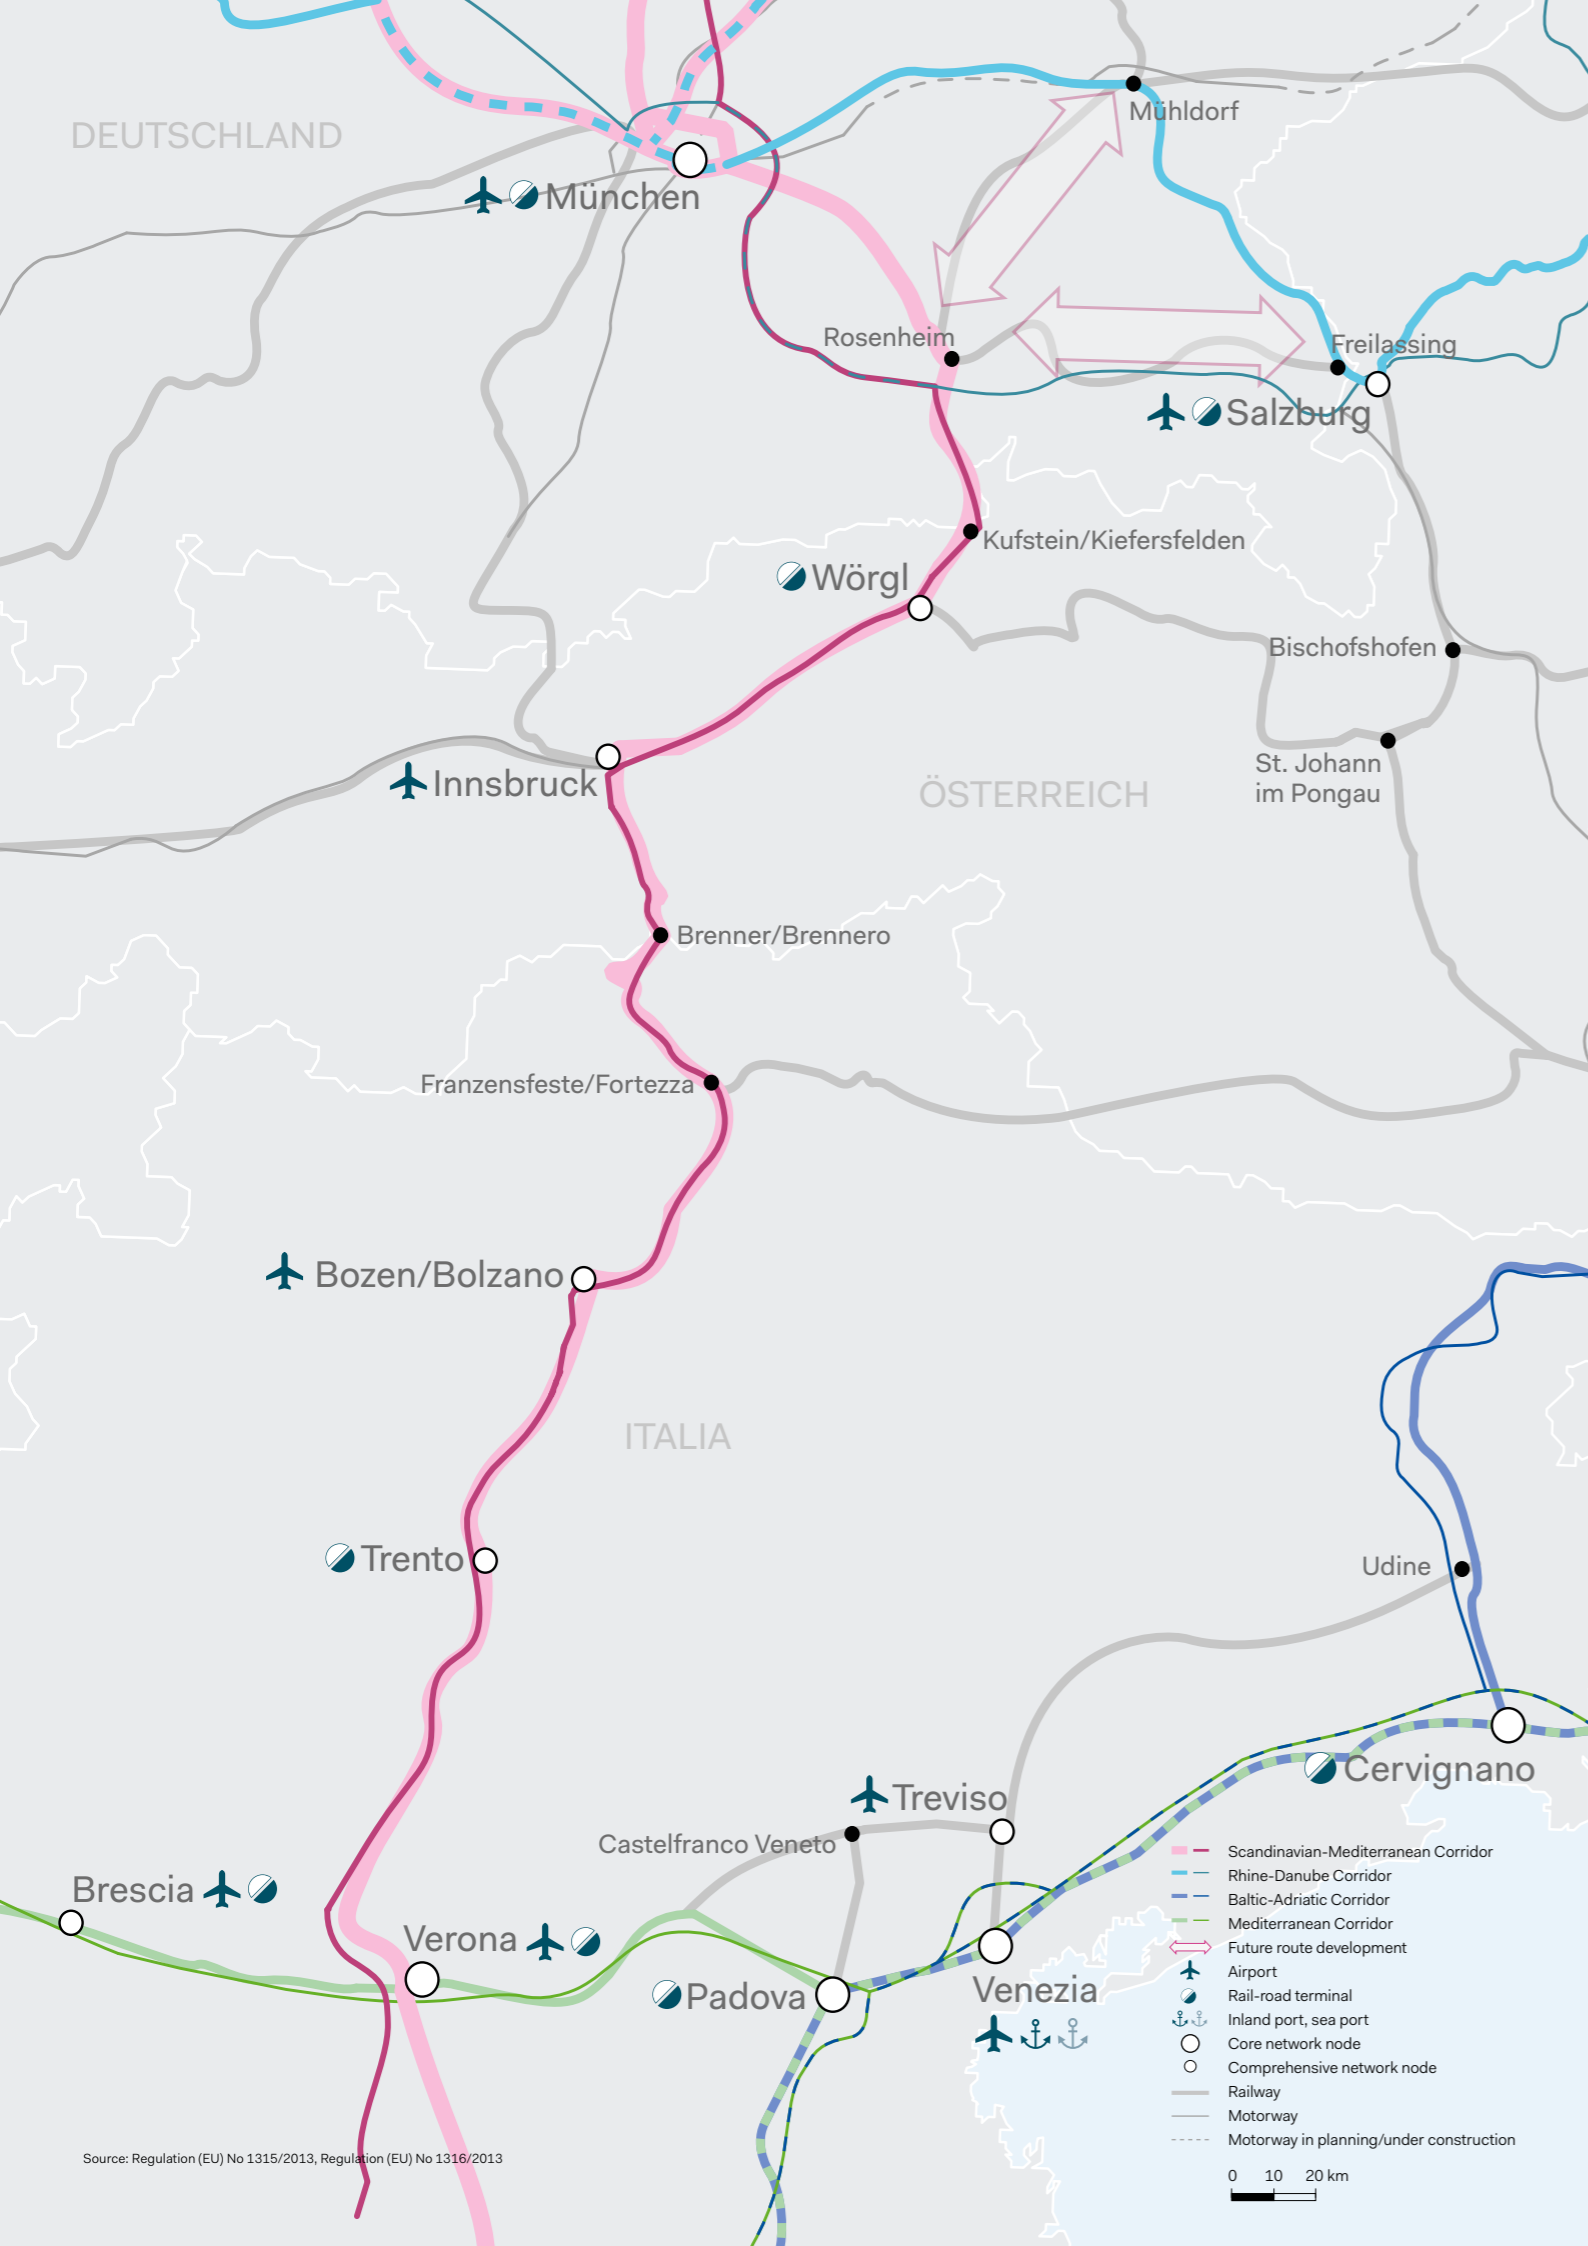 DEUTSCHLAND
Mühldorf
München
Rosenheim
Freilassing
Salzburg
Kufstein/Kiefersfelden
Wörgl
Bischofshofen
Innsbruck
ÖSTERREICH
St. Johann
im Pongau
Brenner/Brennero
Franzensfeste/Fortezza
Bozen/Bolzano
ITALIA
Trento
Udine
Cervignano
Treviso
Castelfranco Veneto
Brescia
Verona
Padova
Venezia
Scandinavian-Mediterranean Corridor
Rhine-Danube Corridor
Baltic-Adriatic Corridor
Mediterranean Corridor
Future route development
Airport
Rail-road terminal
Inland port, sea port
Core network node
Comprehensive network node
Railway
Motorway
Motorway in planning/under construction
0 10 20 km
Source: Regulation (EU) No 1315/2013, Regulation (EU) No 1316/2013